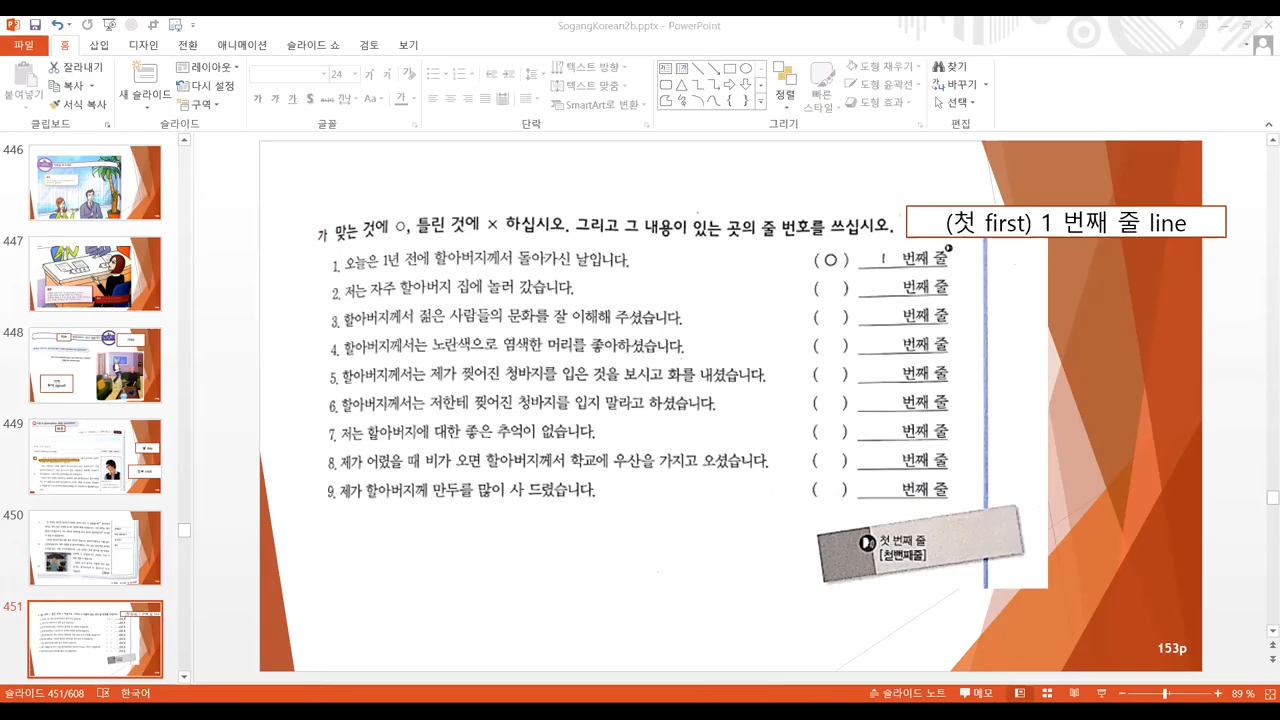 SogangKorean2b.pptx - PowerPoint
파일 홈 삽입 디자인 전환 애니메이션 슬라이드 쇼 검토 보기
잘라내기
복사
서식 복사
붙여넣기
클립보드
새 슬라이드
레이아웃
다시 설정
구역
슬라이드
24
글꼴
텍스트 방향
텍스트 맞춤
SmartArt로 변환
단락
정렬
빠른 스타일
도형 채우기
도형 윤곽선
도형 효과
그리기
찾기
바꾸기
선택
편집
446
447
448
449
450
451
(첫 first) 1 번째 줄 line
가 맞는 것에 ○, 틀린 것에 × 하십시오. 그리고 그 내용이 있는 곳의 줄 번호를 쓰십시오.
1. 오늘은 1년 전에 할아버지께서 돌아가신 날입니다. ( ○ ) 1 번째 줄
2. 저는 자주 할아버지 집에 놀러 갔습니다. ( ) 번째 줄
3. 할아버지께서 젊은 사람들의 문화를 잘 이해해 주셨습니다. ( ) 번째 줄
4. 할아버지께서는 노란색으로 염색한 머리를 좋아하셨습니다. ( ) 번째 줄
5. 할아버지께서는 제가 찢어진 청바지를 입은 것을 보시고 화를 내셨습니다. ( ) 번째 줄
6. 할아버지께서는 저한테 찢어진 청바지를 입지 말라고 하셨습니다. ( ) 번째 줄
7. 저는 할아버지에 대한 좋은 추억이 없습니다. ( ) 번째 줄
8. 제가 어렸을 때 비가 오면 할아버지께서 학교에 우산을 가지고 오셨습니다. ( ) 번째 줄
9. 제가 할아버지께 만두를 많이 사 드렸습니다. ( ) 번째 줄
첫 번째 줄
[첟뻔째줄]
153p
슬라이드 451/608 한국어 슬라이드 노트 메모 89 %